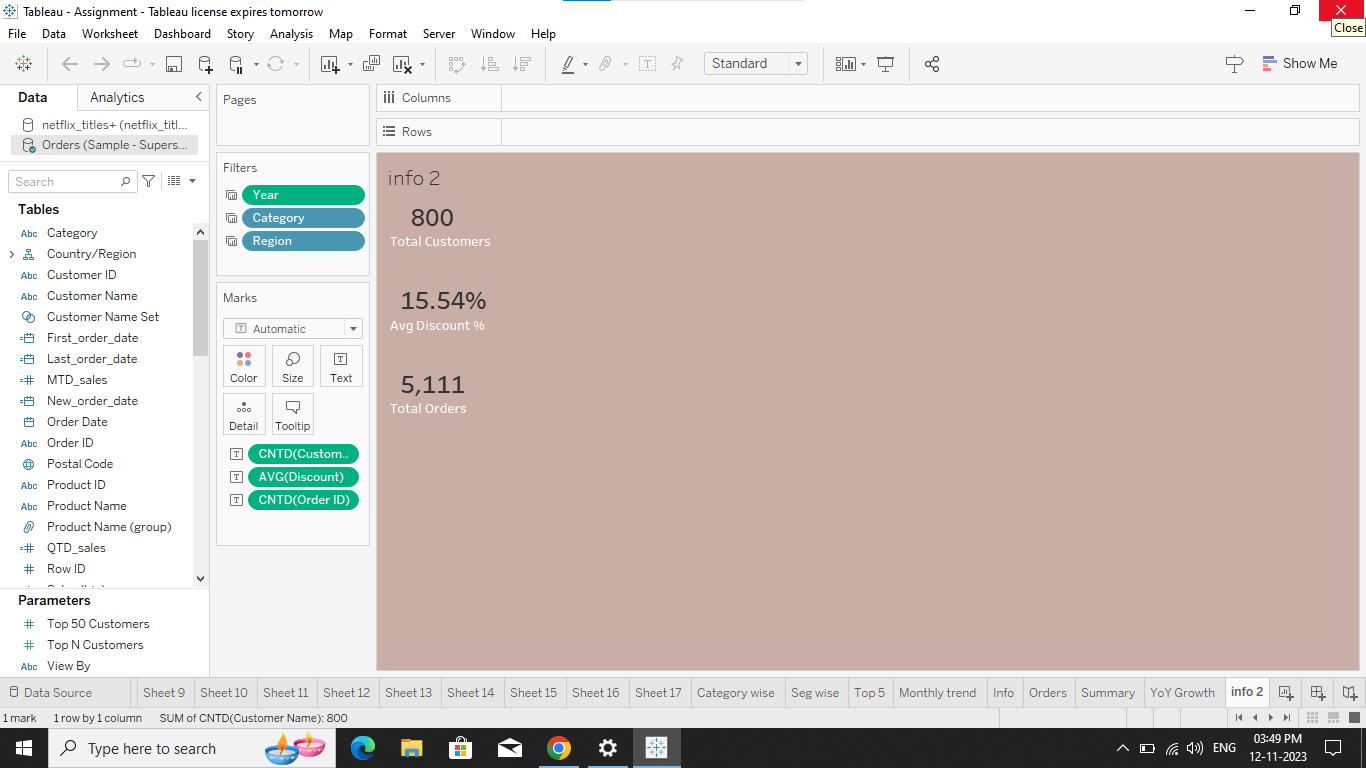 Tableau - Assignment - Tableau license expires tomorrow
Close
File Data Worksheet Dashboard Story Analysis Map Format Server Window Help
Standard
Show Me
Data Analytics
netflix_titles+ (netflix_titl...
Orders (Sample - Supers...
Search
Tables
Abc Category
Country/Region
Abc Customer ID
Abc Customer Name
Customer Name Set
First_order_date
Last_order_date
MTD_sales
New_order_date
Order Date
Abc Order ID
Postal Code
Abc Product ID
Abc Product Name
Product Name (group)
QTD_sales
Row ID
Parameters
Top 50 Customers
Top N Customers
Abc View By
Pages
Filters
Year
Category
Region
Marks
Automatic
Color Size Text
Detail Tooltip
CNTD(Custom..
AVG(Discount)
CNTD(Order ID)
Columns
Rows
info 2
800
Total Customers
15.54%
Avg Discount %
5,111
Total Orders
Data Source Sheet 9 Sheet 10 Sheet 11 Sheet 12 Sheet 13 Sheet 14 Sheet 15 Sheet 16 Sheet 17 Category wise Seg wise Top 5 Monthly trend Info Orders Summary YoY Growth info 2
1 mark 1 row by 1 column SUM of CNTD(Customer Name): 800
Type here to search
ENG
03:49 PM
12-11-2023